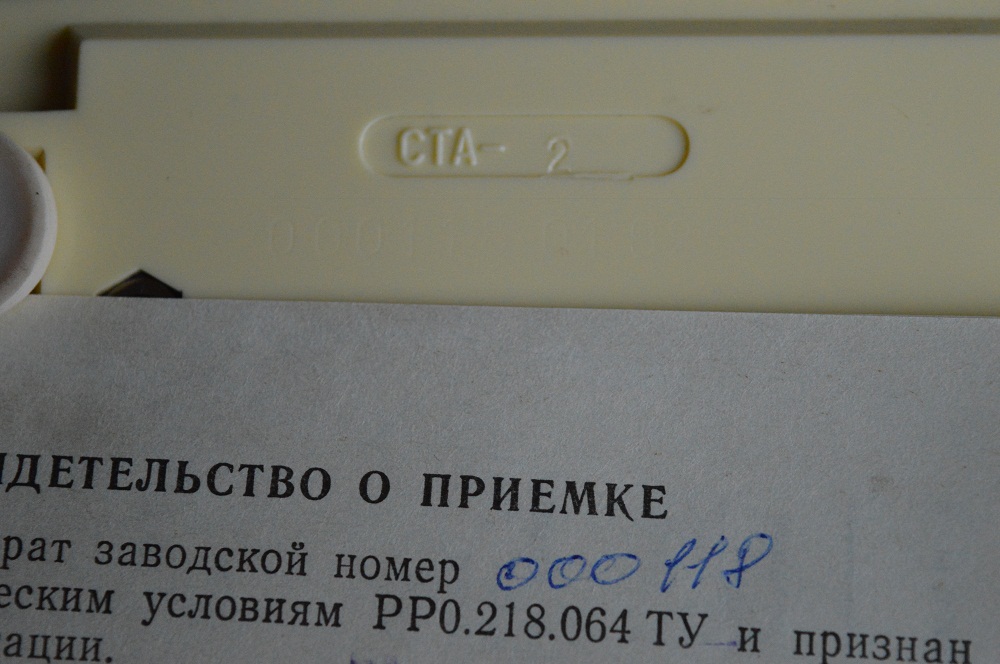 СТА- 2
ИДЕТЕЛЬСТВО О ПРИЕМКЕ
рат заводской номер 000118
еским условиям РР0.218.064 ТУ и признан
ации.